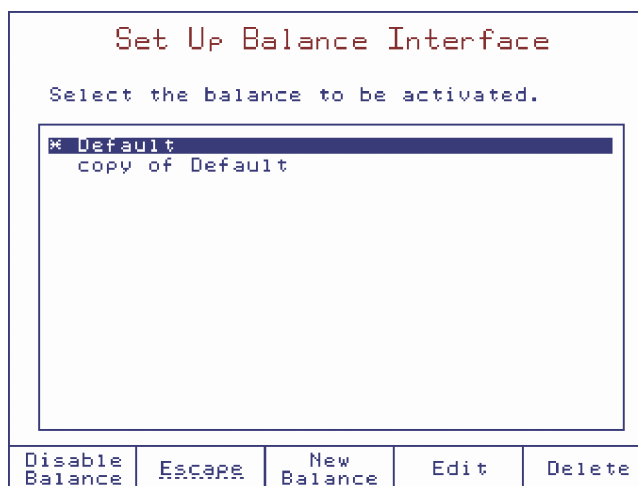 Set Up Balance Interface
Select the balance to be activated.
* Default
copy of Default
Disable Balance
Escape
New Balance
Edit
Delete